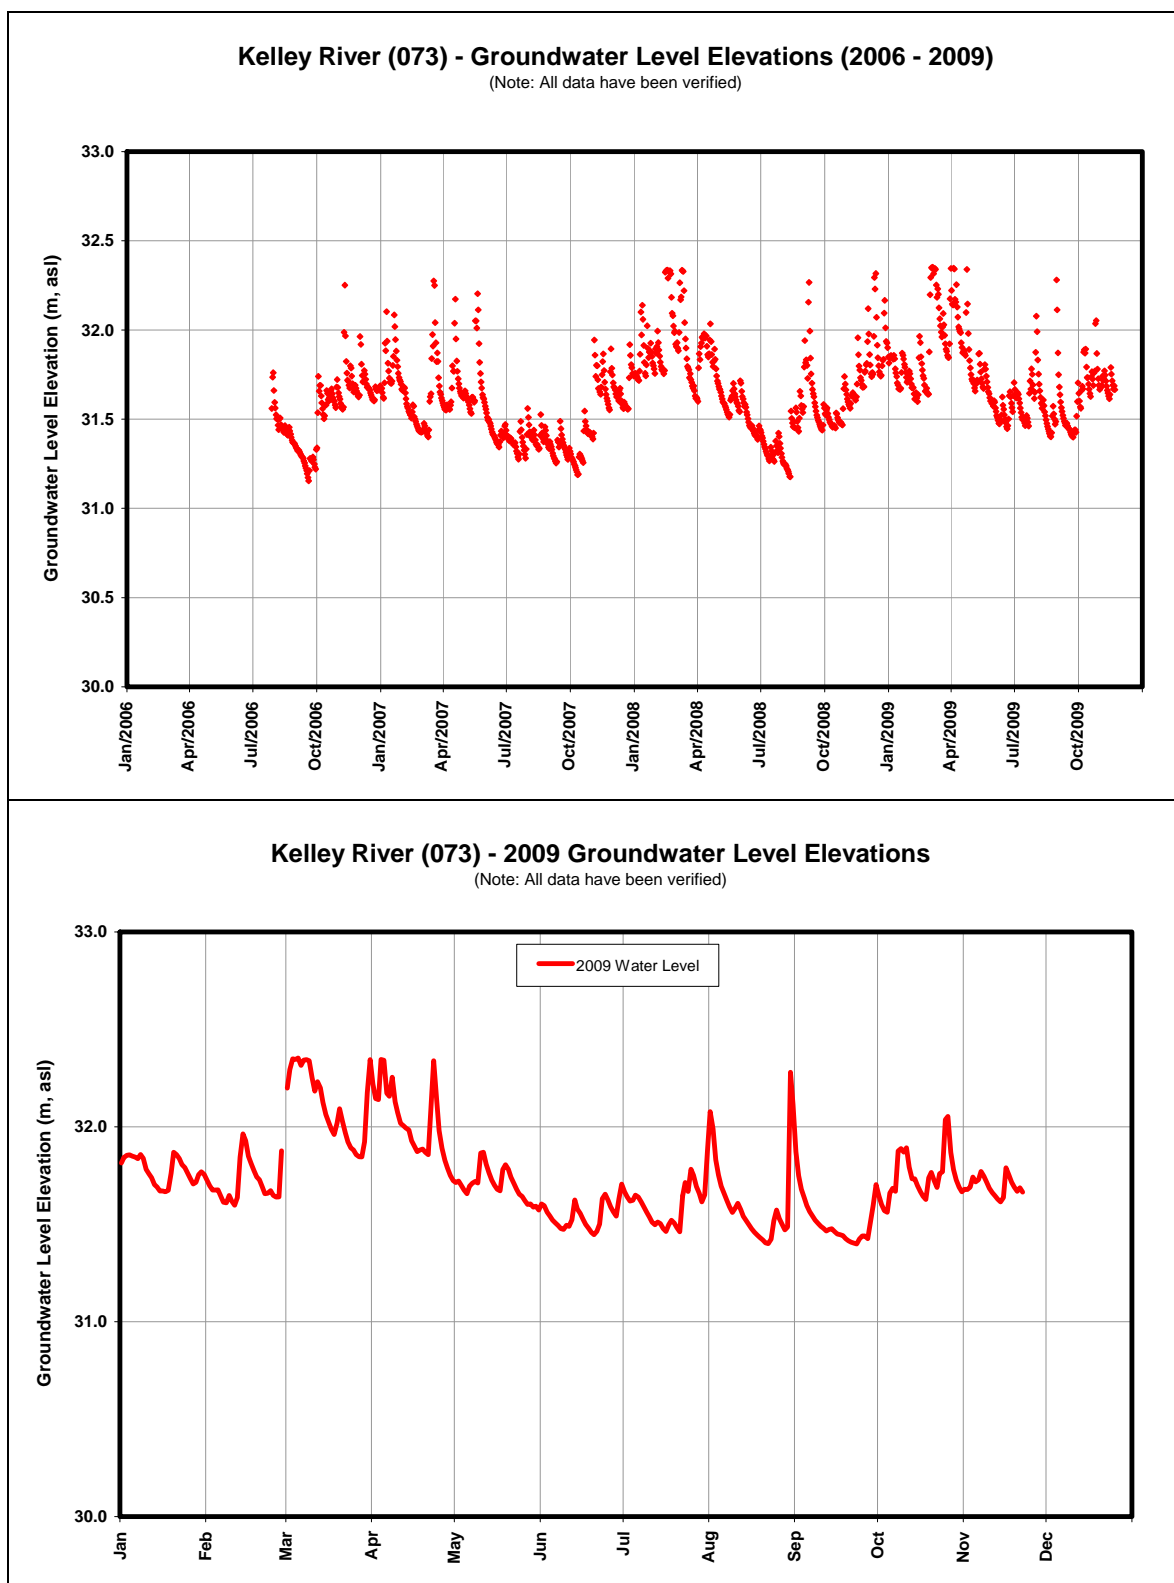 Kelley River (073) - Groundwater Level Elevations (2006 - 2009)
(Note: All data have been verified)
Groundwater Level Elevation (m, asl)
33.0
32.5
32.0
31.5
31.0
30.5
30.0
Jan/2006
Apr/2006
Jul/2006
Oct/2006
Jan/2007
Apr/2007
Jul/2007
Oct/2007
Jan/2008
Apr/2008
Jul/2008
Oct/2008
Jan/2009
Apr/2009
Jul/2009
Oct/2009
Kelley River (073) - 2009 Groundwater Level Elevations
(Note: All data have been verified)
2009 Water Level
Groundwater Level Elevation (m, asl)
33.0
32.0
31.0
30.0
Jan
Feb
Mar
Apr
May
Jun
Jul
Aug
Sep
Oct
Nov
Dec